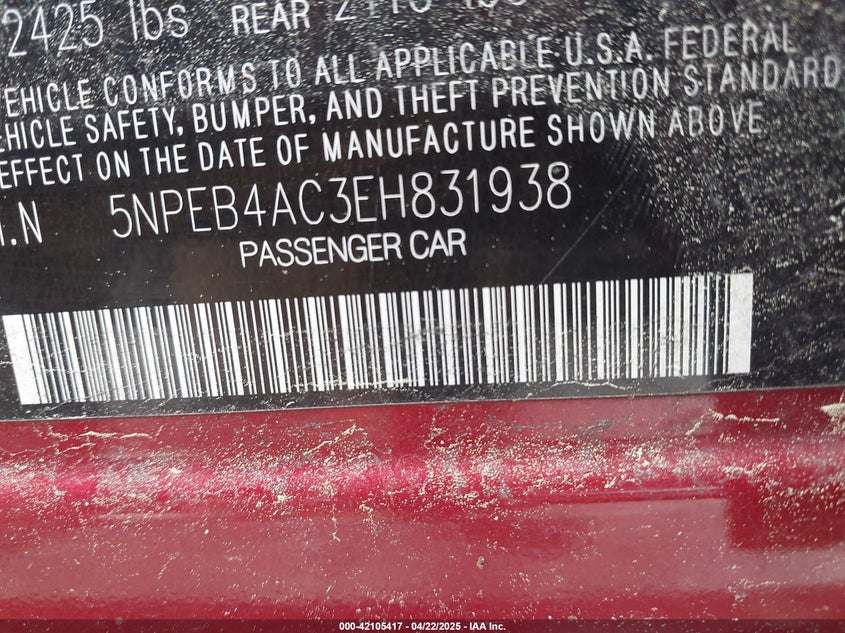 2425 lbs REAR
EHICLE CONFORMS TO ALL APPLICABLE U.S.A. FEDERAL
HICLE SAFETY, BUMPER, AND THEFT PREVENTION STANDARD
EFFECT ON THE DATE OF MANUFACTURE SHOWN ABOVE
I.N 5NPEB4AC3EH831938
PASSENGER CAR
000-42105417 - 04/22/2025 - IAA Inc.